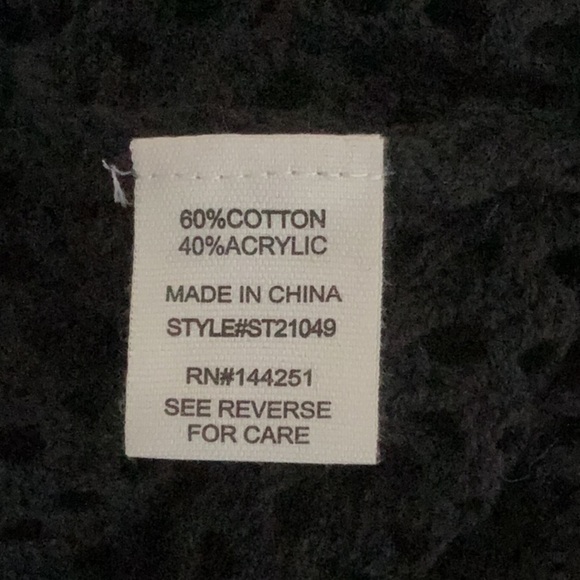 60%COTTON
40%ACRYLIC
MADE IN CHINA
STYLE#ST21049
RN#144251
SEE REVERSE
FOR CARE